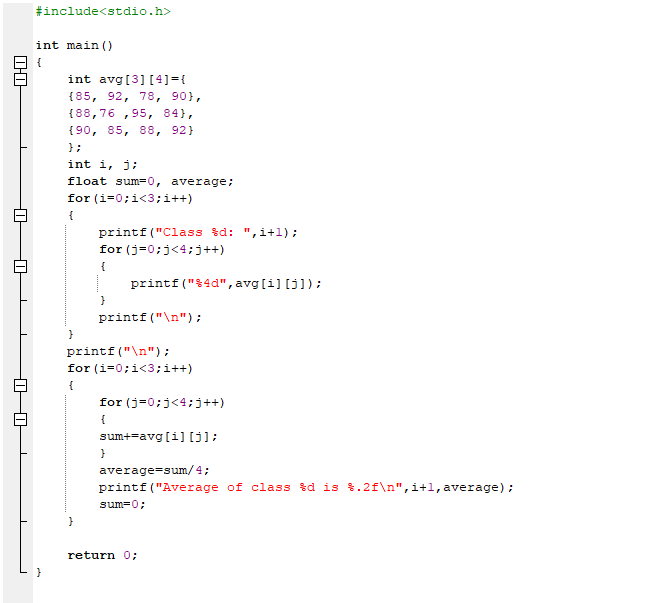 #include<stdio.h>
int main()
{
int avg[3][4]={
{85, 92, 78, 90},
{88,76 ,95, 84},
{90, 85, 88, 92}
};
int i, j;
float sum=0, average;
for(i=0;i<3;i++)
{
printf("Class %d: ",i+1);
for(j=0;j<4;j++)
{
printf("%4d",avg[i][j]);
}
printf("\n");
}
printf("\n");
for(i=0;i<3;i++)
{
for(j=0;j<4;j++)
{
sum+=avg[i][j];
}
average=sum/4;
printf("Average of class %d is %.2f\n",i+1,average);
sum=0;
}
return 0;
}